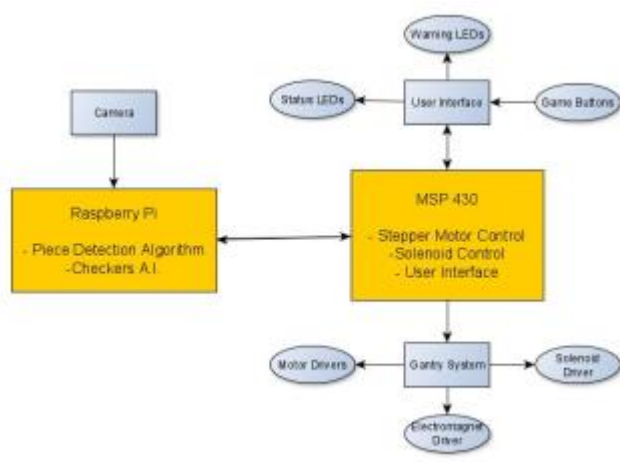 Warning LEDs
Status LEDs
User Interface
Game Buttons
Camera
Raspberry Pi
- Piece Detection Algorithm
-Checkers A.I.
MSP 430
- Stepper Motor Control
-Solenoid Control
- User Interface
Motor Drivers
Gantry System
Solenoid
Driver
Electromagnet
Driver